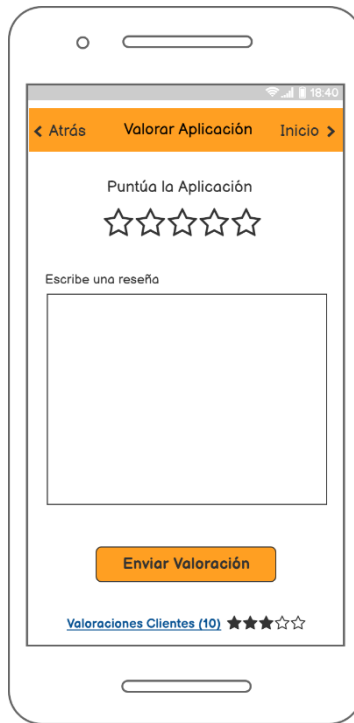 18:40
Atrás Valorar Aplicación Inicio
Puntúa la Aplicación
Escribe una reseña
Enviar Valoración
Valoraciones Clientes (10)